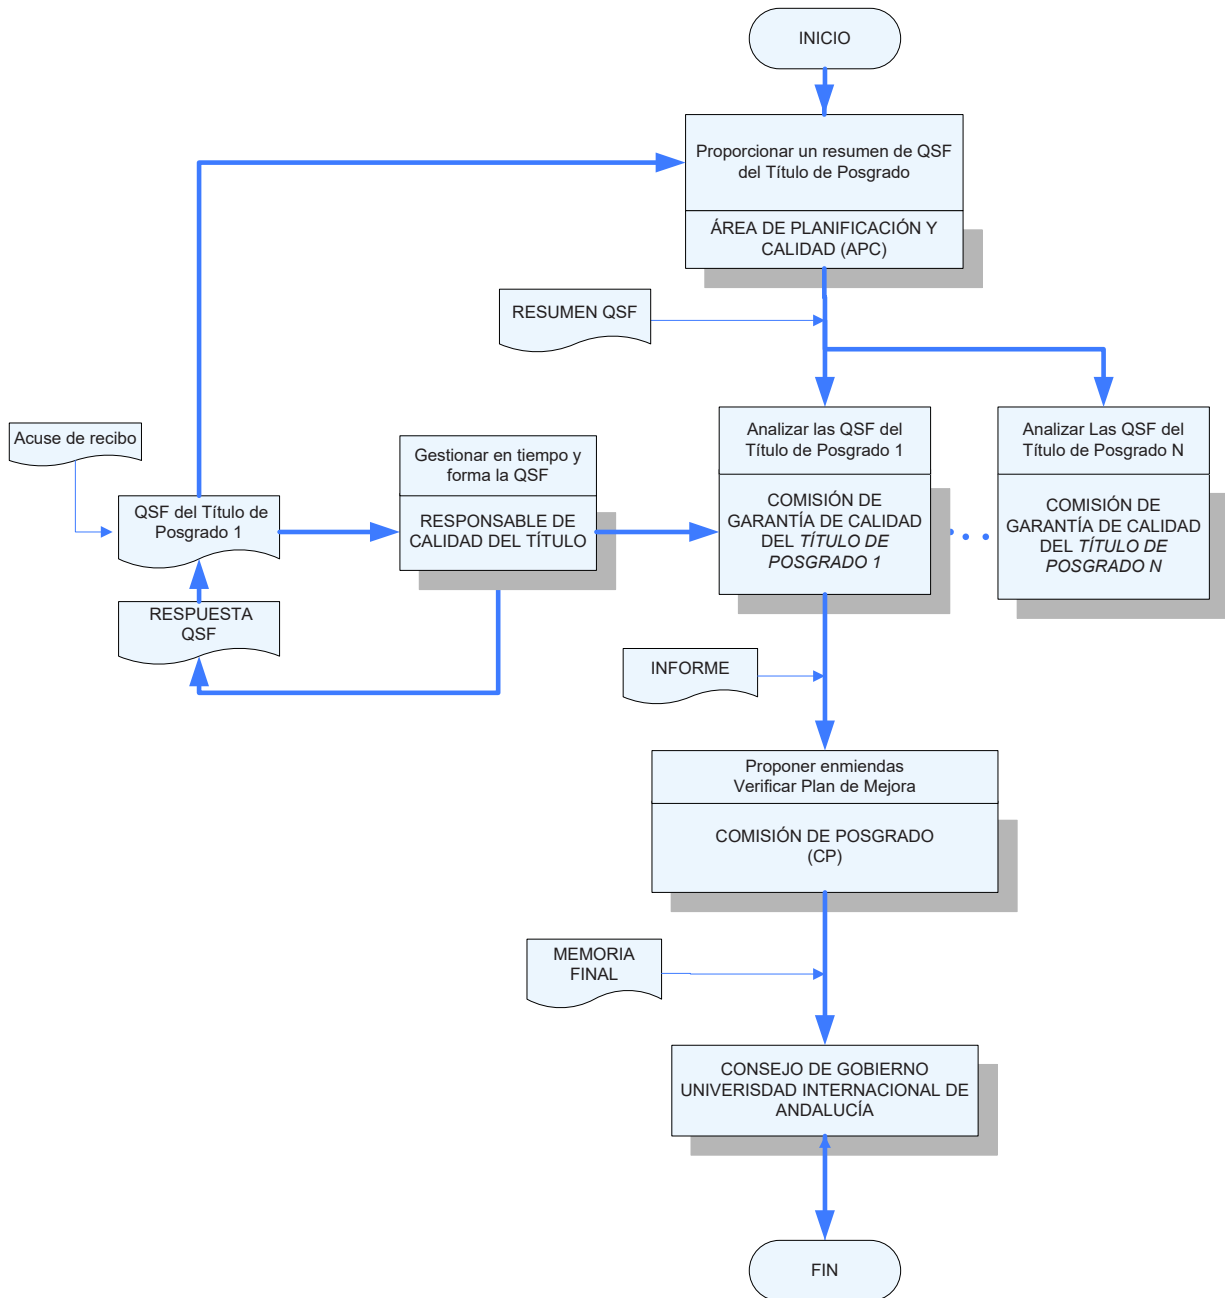 INICIO
Proporcionar un resumen de QSF
del Título de Posgrado
ÁREA DE PLANIFICACIÓN Y
CALIDAD (APC)
RESUMEN QSF
Acuse de recibo
QSF del Título de
Posgrado 1
Gestionar en tiempo y
forma la QSF
RESPONSABLE DE
CALIDAD DEL TÍTULO
Analizar las QSF del
Título de Posgrado 1
COMISIÓN DE
GARANTÍA DE CALIDAD
DEL TÍTULO DE
POSGRADO 1
Analizar Las QSF del
Título de Posgrado N
COMISIÓN DE
GARANTÍA DE CALIDAD
DEL TÍTULO DE
POSGRADO N
RESPUESTA
QSF
INFORME
Proponer enmiendas
Verificar Plan de Mejora
COMISIÓN DE POSGRADO
(CP)
MEMORIA
FINAL
CONSEJO DE GOBIERNO
UNIVERISDAD INTERNACIONAL DE
ANDALUCÍA
FIN